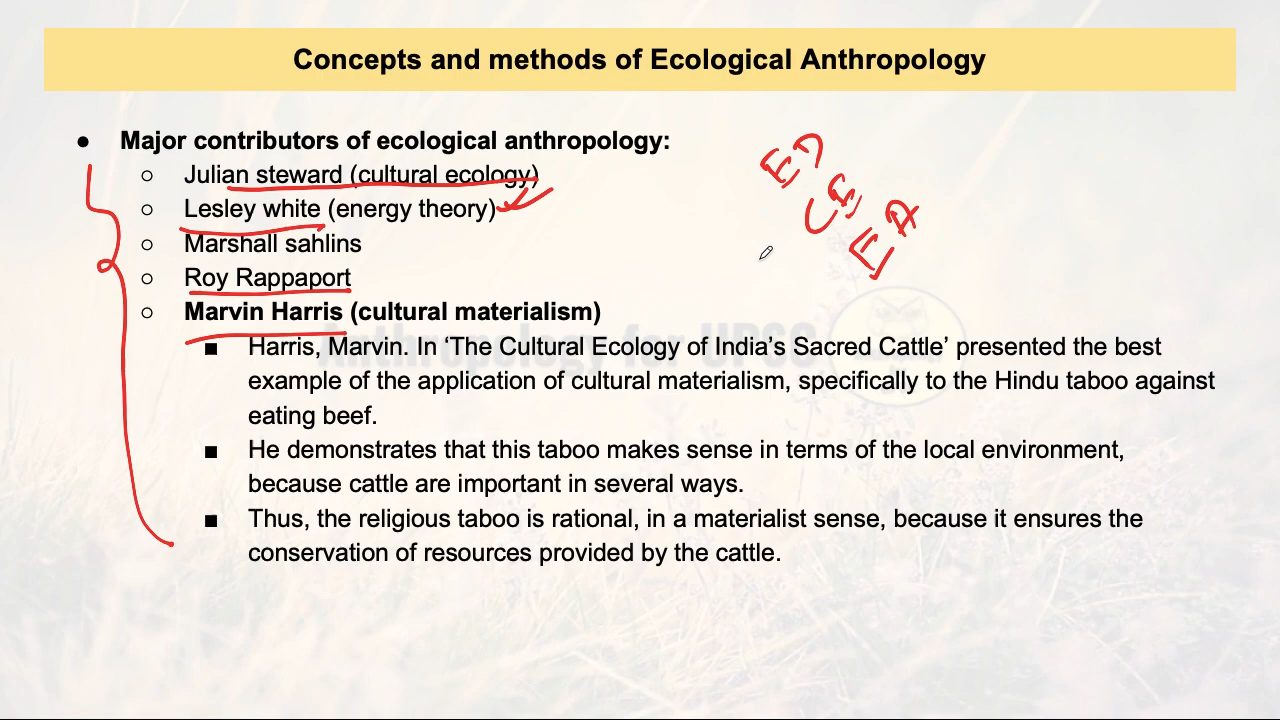 Concepts and methods of Ecological Anthropology
● Major contributors of ecological anthropology:
○ Julian steward (cultural ecology)
○ Lesley white (energy theory)
○ Marshall sahlins
○ Roy Rappaport
○ Marvin Harris (cultural materialism)
■ Harris, Marvin. In ‘The Cultural Ecology of India’s Sacred Cattle’ presented the best
example of the application of cultural materialism, specifically to the Hindu taboo against
eating beef.
■ He demonstrates that this taboo makes sense in terms of the local environment,
because cattle are important in several ways.
■ Thus, the religious taboo is rational, in a materialist sense, because it ensures the
conservation of resources provided by the cattle.
CE
EA
Anthropology for UPSC